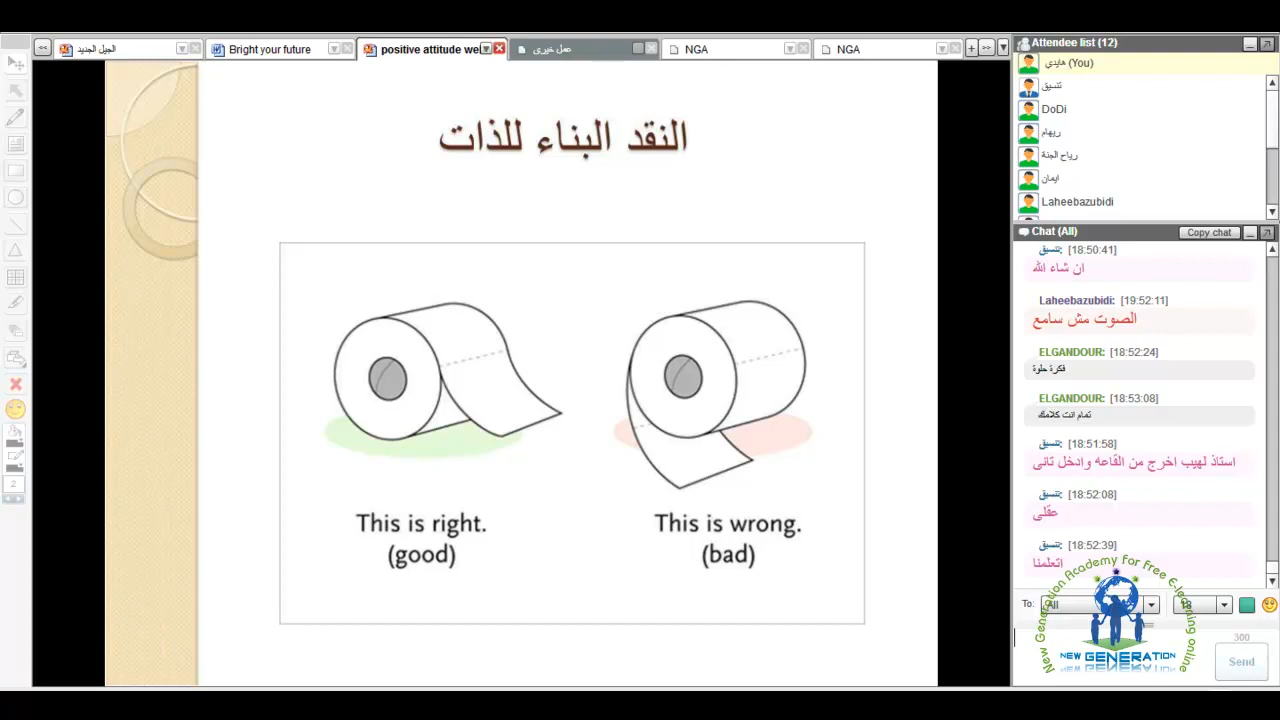 <<
الجيل الجديد
Bright your future
positive attitude we
عمل خيرى
NGA
NGA
+
>>
النقد البناء للذات
This is right.
(good)
This is wrong.
(bad)
2
Attendee list (12)
هايدي (You)
تنسيق
DoDi
ريهام
رياح الجنة
ايمان
Laheebazubidi
Chat (All)
Copy chat
تنسيق: [18:50:41]
ان شاء الله
Laheebazubidi: [19:52:11]
الصوت مش سامع
ELGANDOUR: [18:52:24]
فكرة حلوة
ELGANDOUR: [18:53:08]
تمام انت كلامك
تنسيق: [18:51:58]
استاذ لهيب اخرج من القاعه وادخل تانى
تنسيق: [18:52:08]
عقلى
تنسيق: [18:52:39]
اتعلمنا
To: All
18
300
Send
New Generation Academy for Free E-learning online
NEW GENERATION